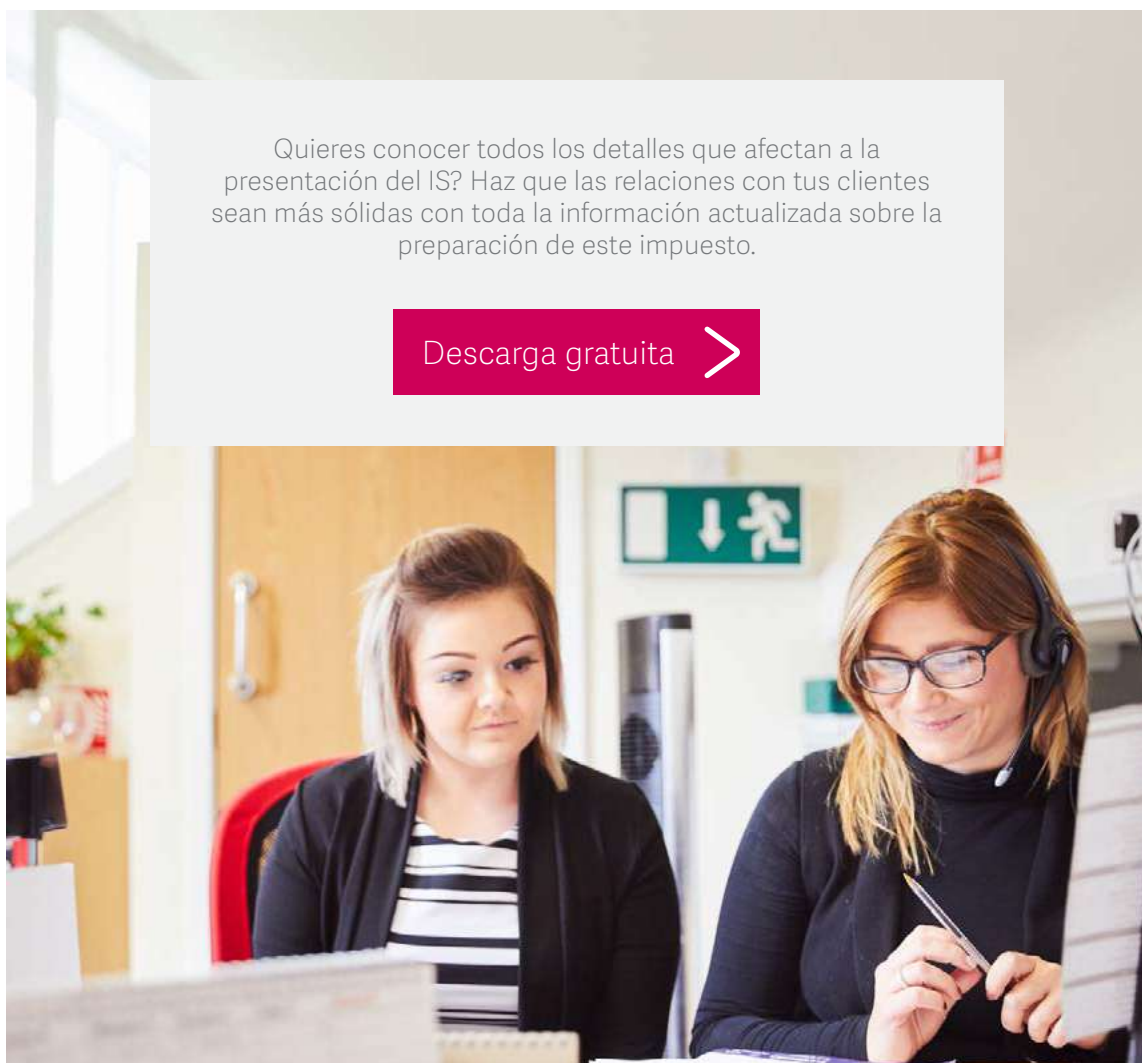 Quieres conocer todos los detalles que afectan a la
presentación del IS? Haz que las relaciones con tus clientes
sean más sólidas con toda la información actualizada sobre la
preparación de este impuesto.
Descarga gratuita